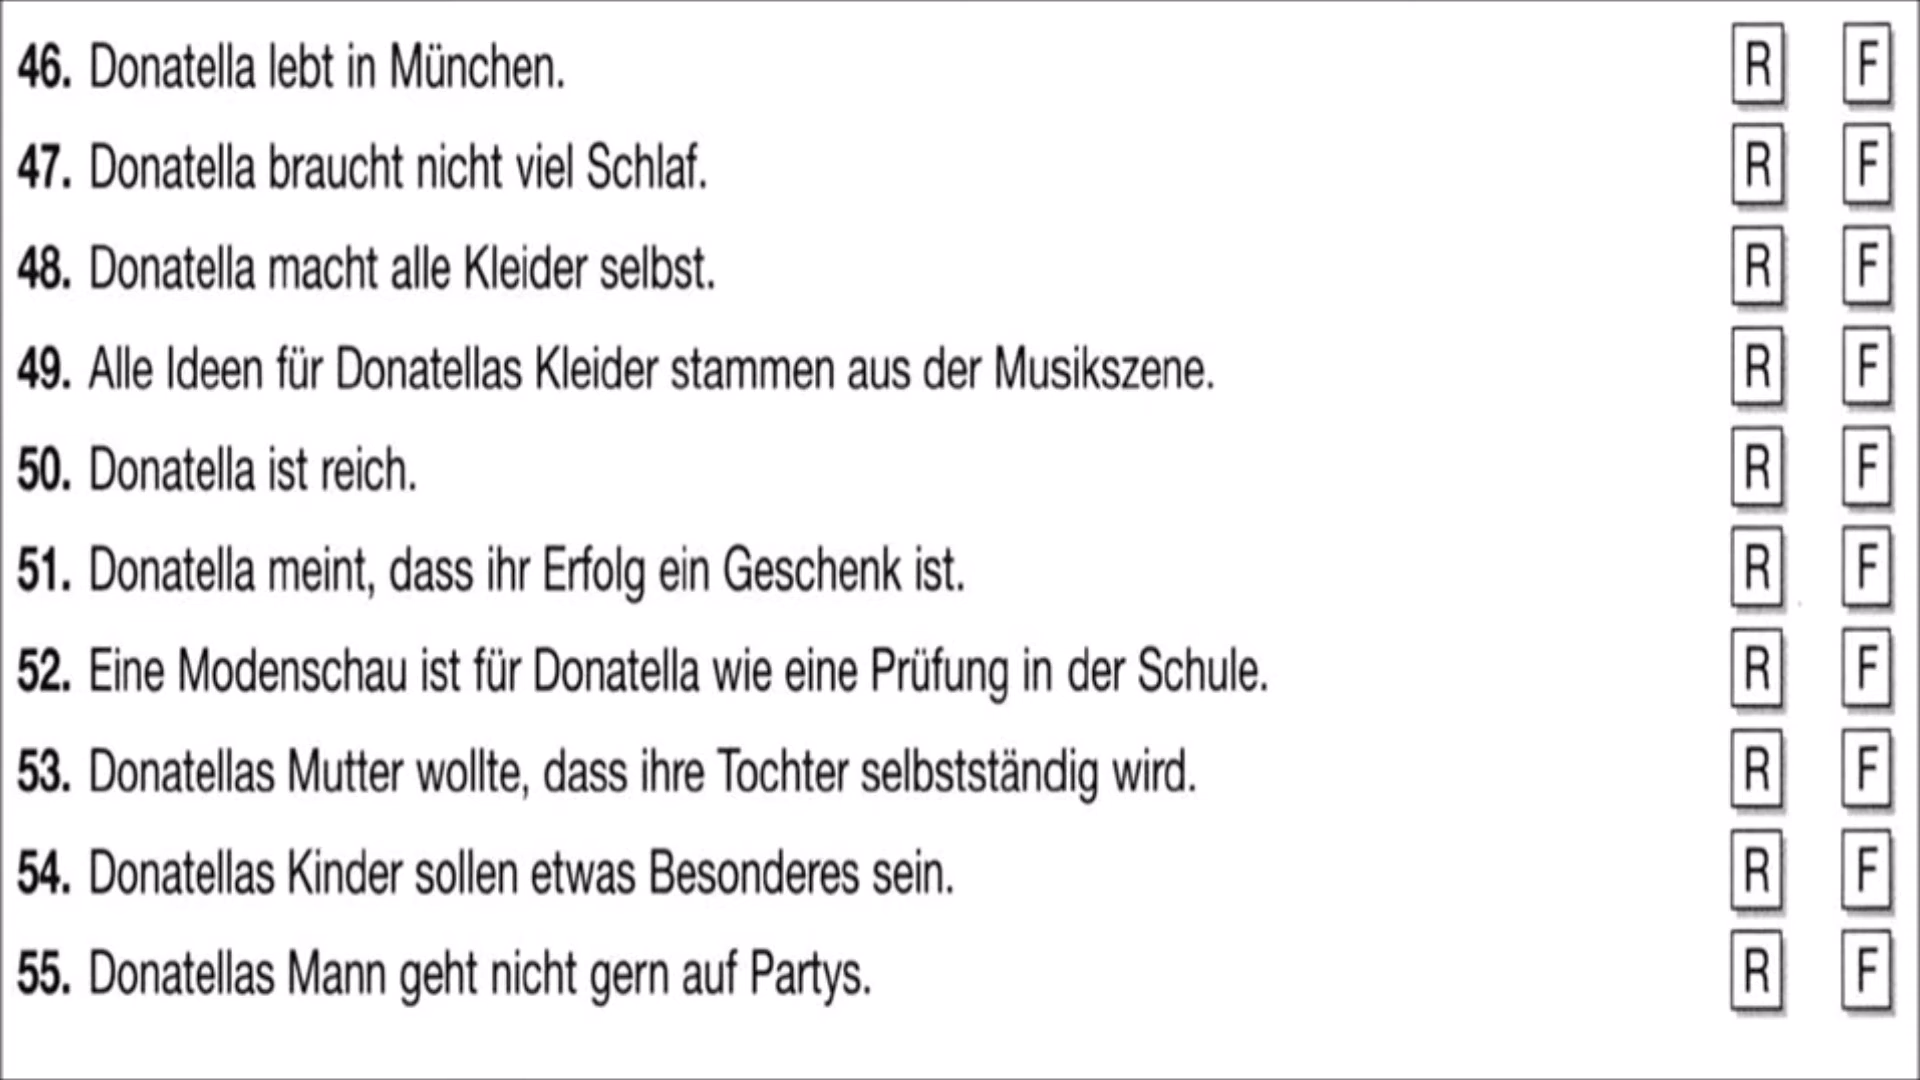 46. Donatella lebt in München. R F
47. Donatella braucht nicht viel Schlaf. R F
48. Donatella macht alle Kleider selbst. R F
49. Alle Ideen für Donatellas Kleider stammen aus der Musikszene. R F
50. Donatella ist reich. R F
51. Donatella meint, dass ihr Erfolg ein Geschenk ist. R F
52. Eine Modenschau ist für Donatella wie eine Prüfung in der Schule. R F
53. Donatellas Mutter wollte, dass ihre Tochter selbstständig wird. R F
54. Donatellas Kinder sollen etwas Besonderes sein. R F
55. Donatellas Mann geht nicht gern auf Partys. R F